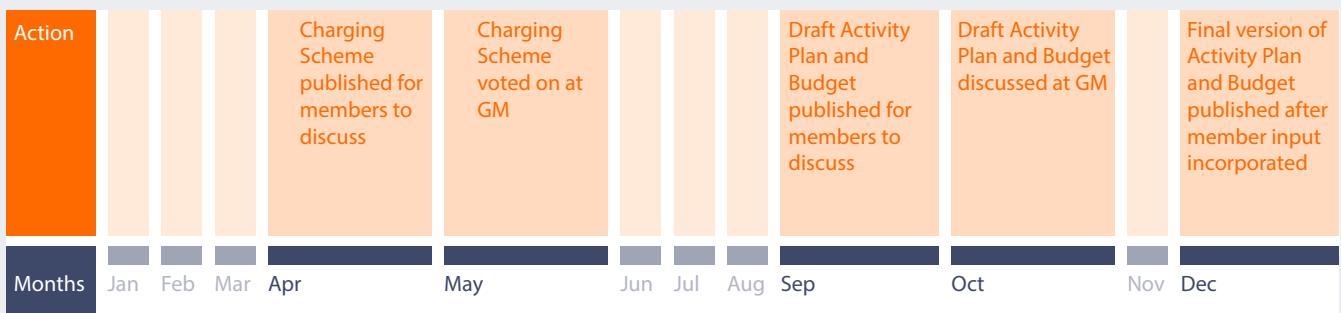 Action
Charging
Scheme
published for
members to
discuss
Charging
Scheme
voted on at
GM
Draft Activity
Plan and
Budget
published for
members to
discuss
Draft Activity
Plan and Budget
discussed at GM
Final version of
Activity Plan
and Budget
published after
member input
incorporated
Months
Jan
Feb
Mar
Apr
May
Jun
Jul
Aug
Sep
Oct
Nov
Dec